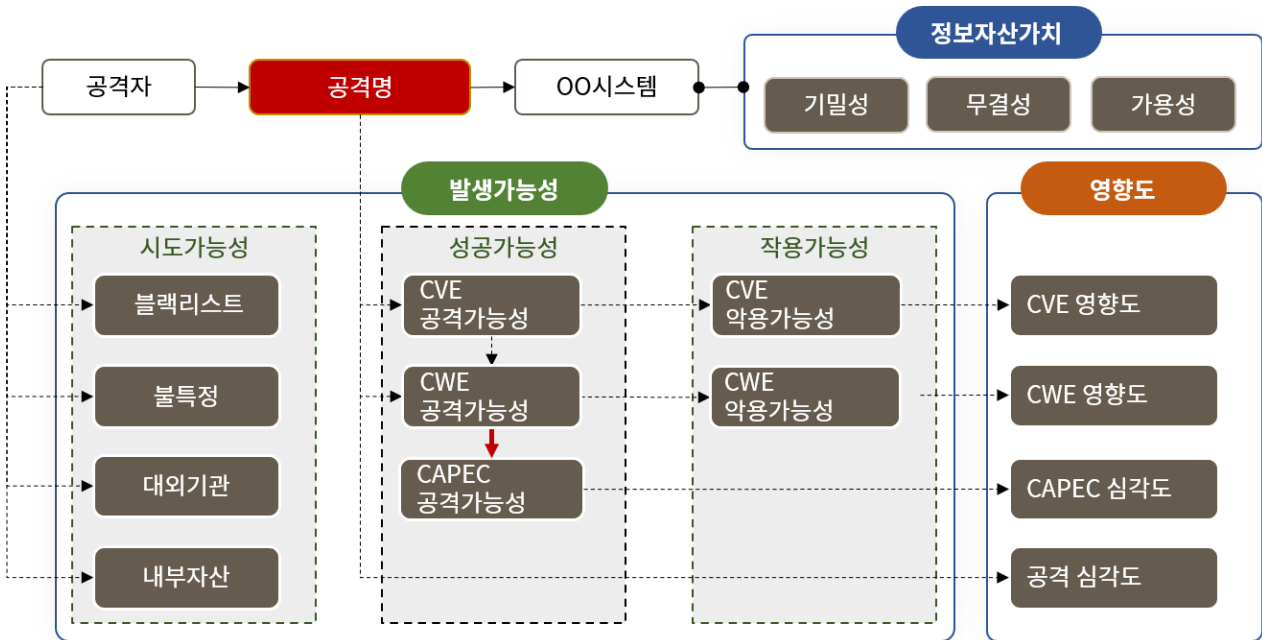 정보자산가치
공격자
공격명
OO시스템
기밀성
무결성
가용성
발생가능성
영향도
시도가능성
성공가능성
작용가능성
블랙리스트
CVE
공격가능성
CVE
악용가능성
CVE 영향도
불특정
CWE
공격가능성
CWE
악용가능성
CWE 영향도
대외기관
CAPEC
공격가능성
CAPEC 심각도
내부자산
공격 심각도